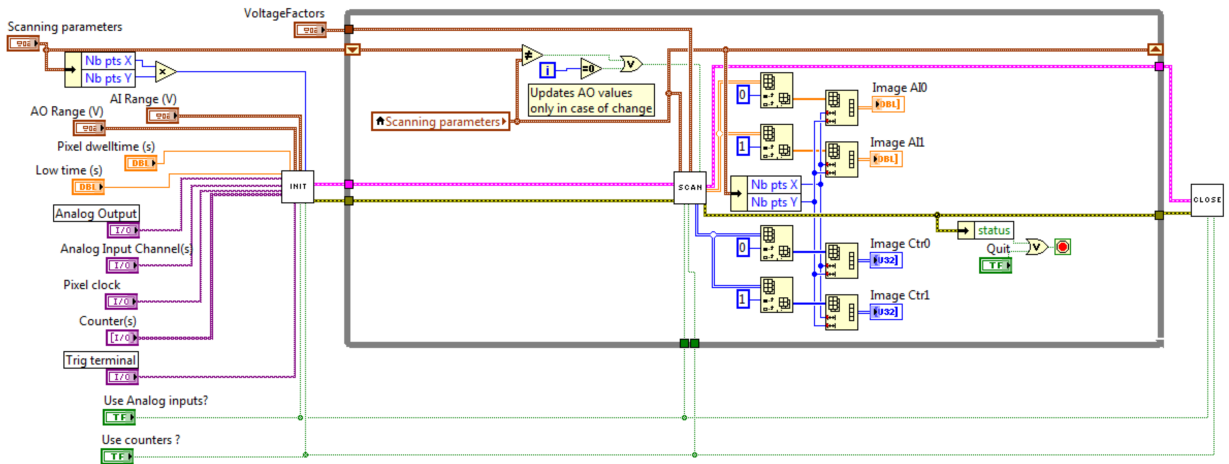 VoltageFactors
Scanning parameters
Nb pts X
Nb pts Y
x
AI Range (V)
AO Range (V)
Pixel dwelltime (s)
DBL
Low time (s)
DBL
INIT
Analog Output
I/O
Analog Input Channel(s)
I/O
Pixel clock
I/O
Counter(s)
[I/O
Trig terminal
I/O
Use Analog inputs?
TF
Use counters ?
TF
≠
i
=0
V
Updates AO values
only in case of change
Scanning parameters
SCAN
0
1
Image AI0
DBL]
Image AI1
DBL]
Nb pts X
Nb pts Y
0
1
Image Ctr0
U32]
Image Ctr1
U32]
status
Quit
TF
V
CLOSE